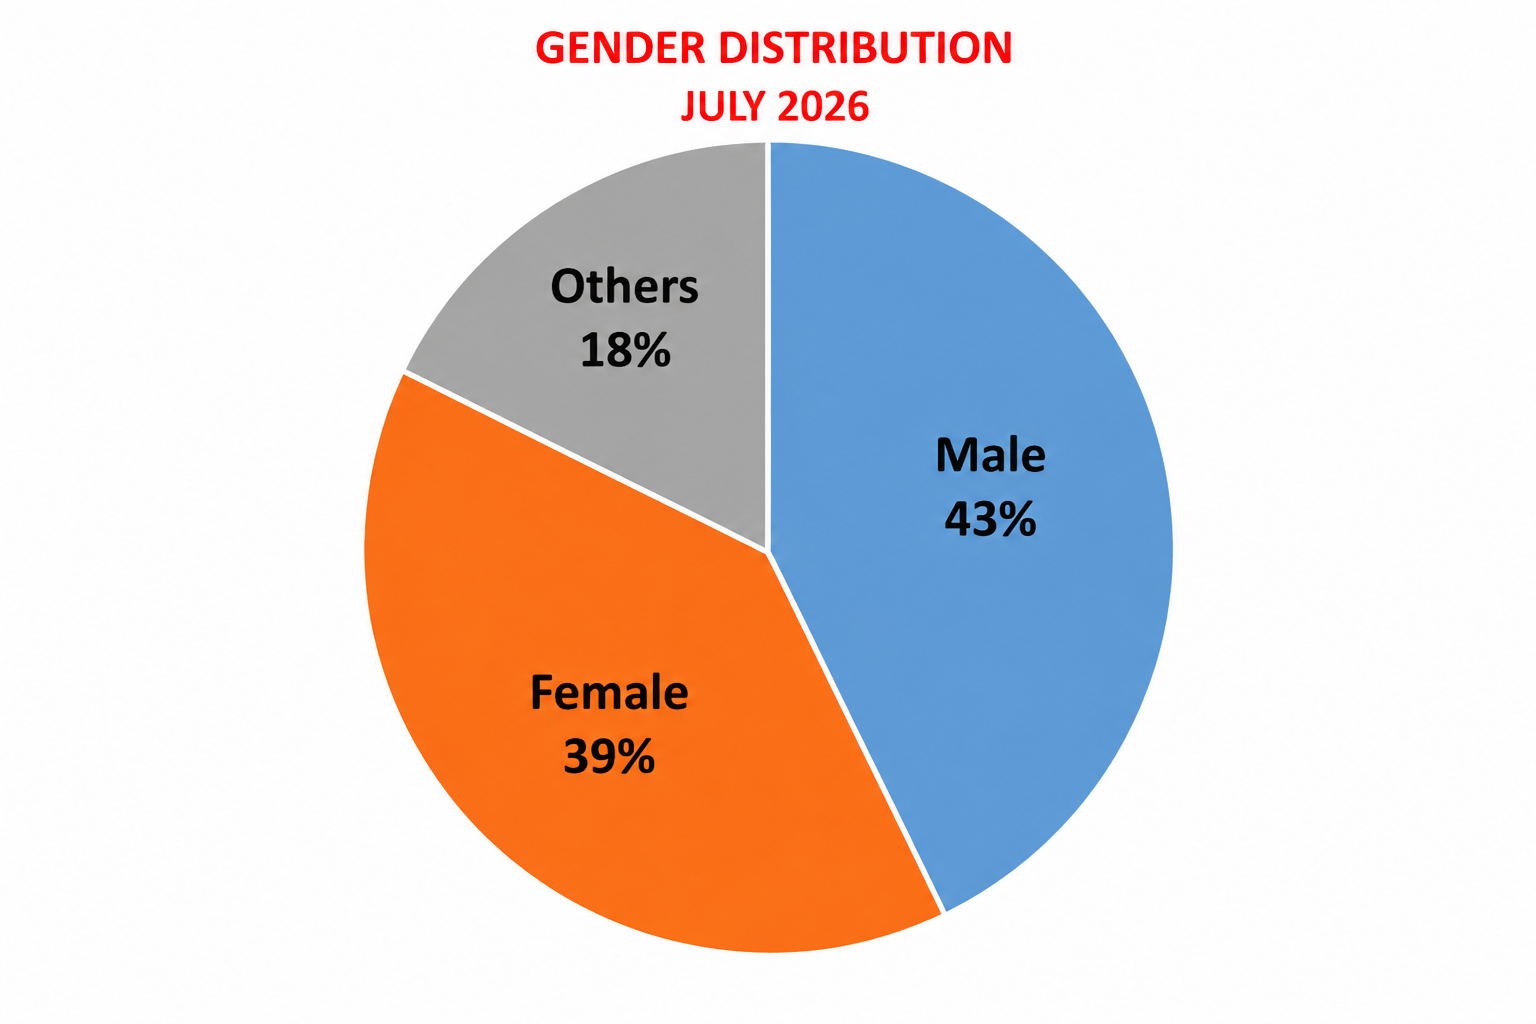 GENDER DISTRIBUTION
JULY 2026
Others
18%
Male
43%
Female
39%